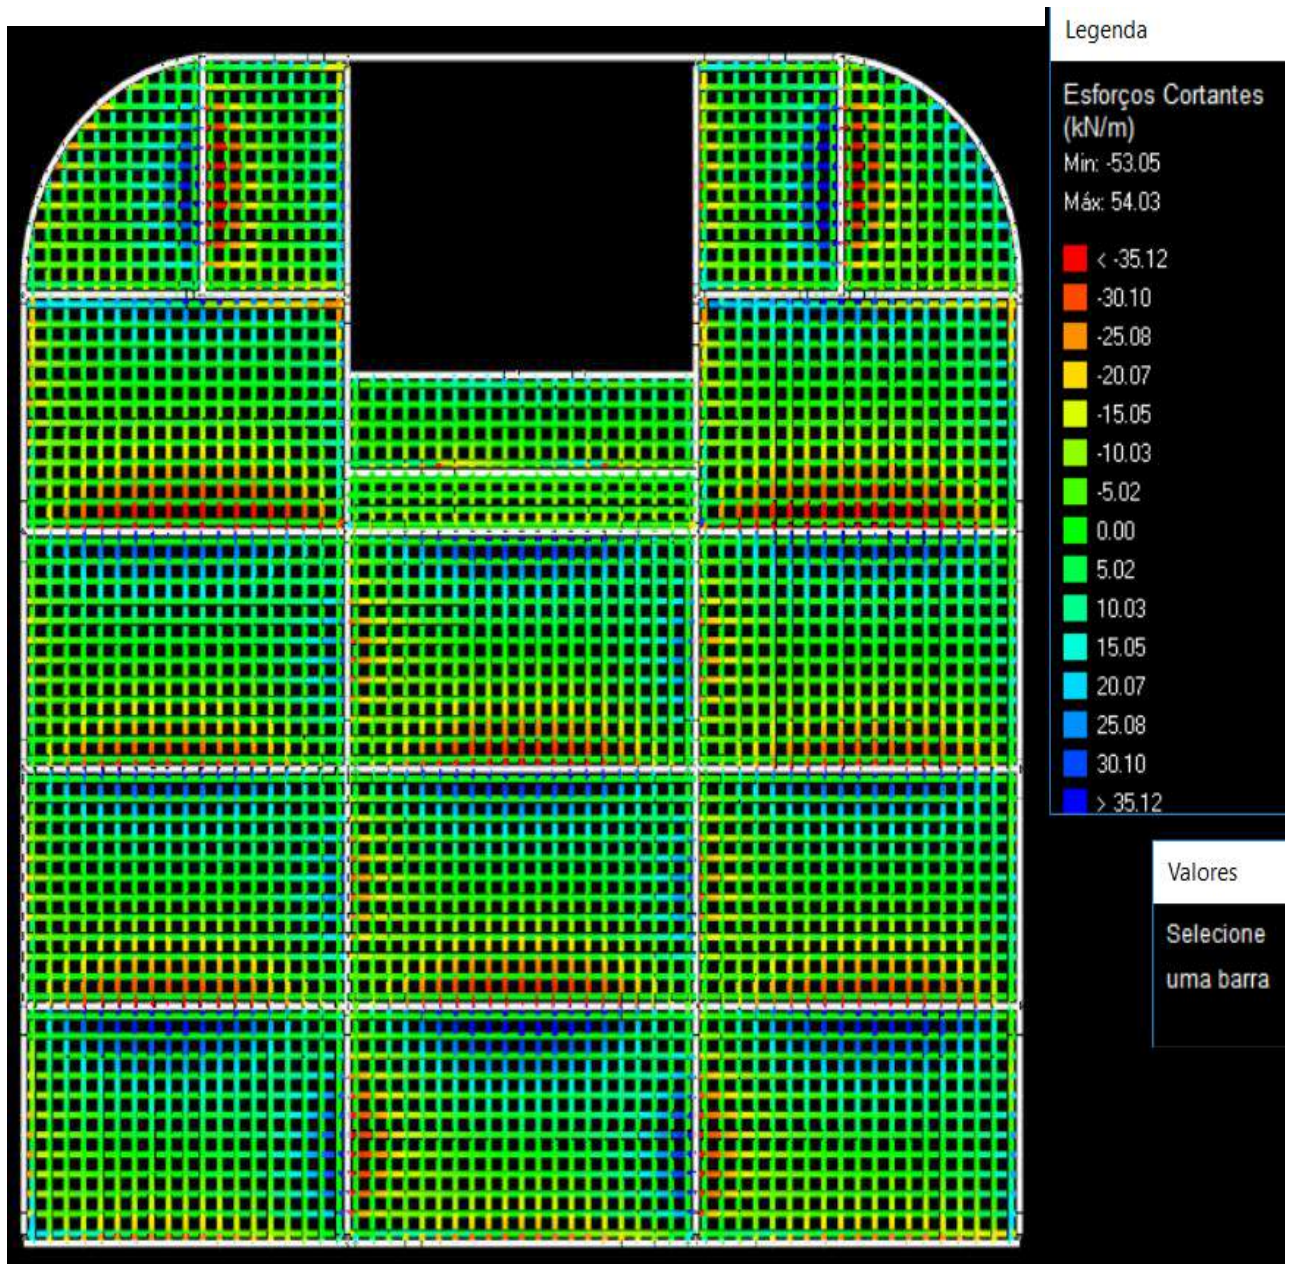 Legenda
Esforços Cortantes
(kN/m)
Min: -53.05
Máx: 54.03
< -35.12
-30.10
-25.08
-20.07
-15.05
-10.03
-5.02
0.00
5.02
10.03
15.05
20.07
25.08
30.10
> 35.12
Valores
Selecione
uma barra